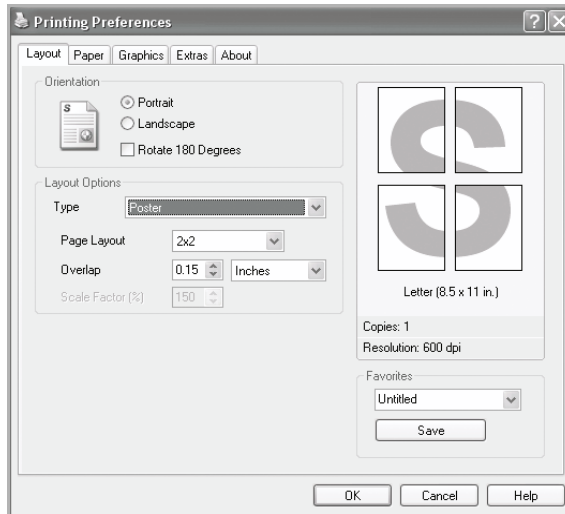 Printing Preferences
Layout Paper Graphics Extras About
Orientation
S
Portrait
Landscape
Rotate 180 Degrees
Layout Options
Type Poster
Page Layout 2x2
Overlap 0.15 Inches
Scale Factor (%) 150
S
Letter (8.5 x 11 in.)
Copies: 1
Resolution: 600 dpi
Favorites
Untitled
Save
OK Cancel Help